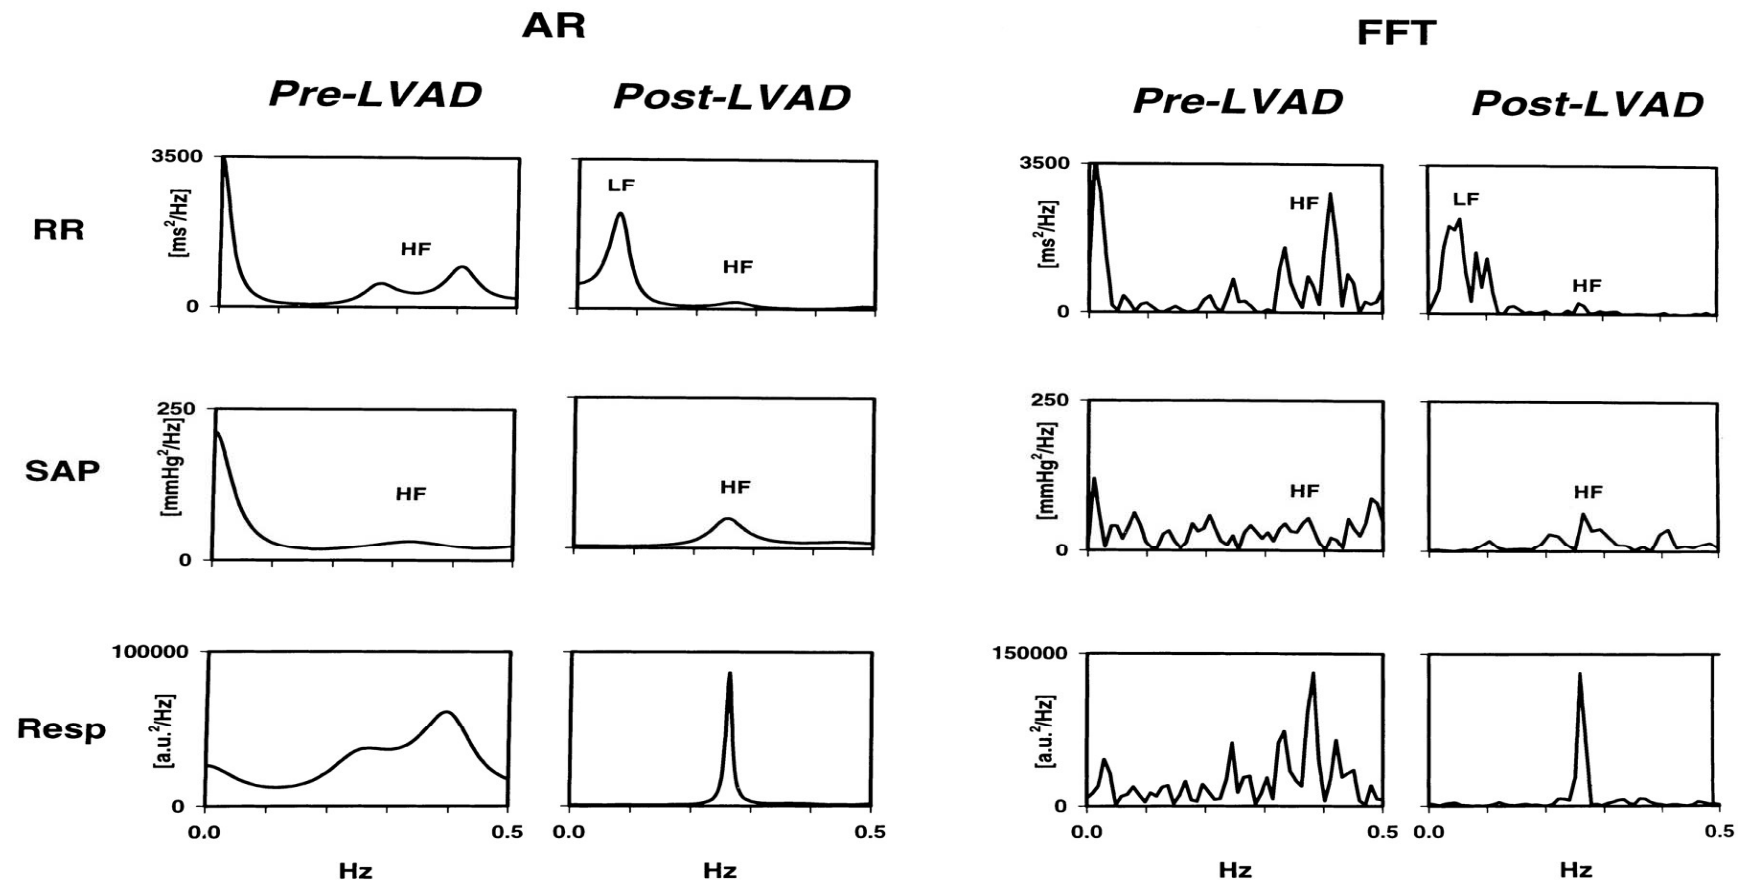 AR FFT
Pre-LVAD Post-LVAD Pre-LVAD Post-LVAD
RR
3500
[ms²/Hz]
0
HF
LF
HF
3500
[ms²/Hz]
0
HF
LF
HF
SAP
250
[mmHg²/Hz]
0
HF
HF
250
[mmHg²/Hz]
0
HF
HF
Resp
100000
[a.u.²/Hz]
0
150000
[a.u.²/Hz]
0
0.0 0.5 0.0 0.5 0.0 0.5 0.0 0.5
Hz Hz Hz Hz